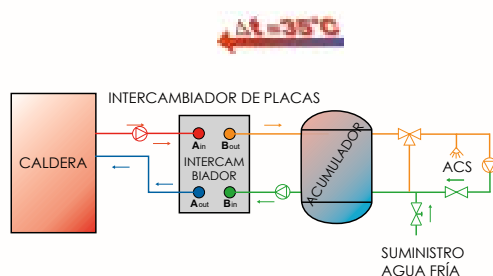 Δt =35°C
INTERCAMBIADOR DE PLACAS
CALDERA
Ain
Bout
INTERCAM
BIADOR
Aout
Bin
ACUMULADOR
ACS
SUMINISTRO
AGUA FRÍA